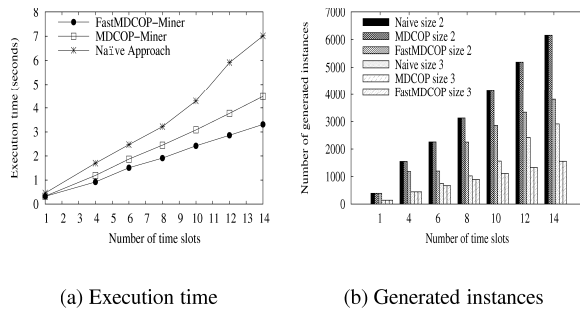 8
7
6
5
4
3
2
1
0
Execution time (seconds)
FastMDCOP-Miner
MDCOP-Miner
Naïve Approach
1 2 3 4 5 6 7 8 9 10 11 12 13 14
Number of time slots
(a) Execution time
7000
6000
5000
4000
3000
2000
1000
0
Number of generated instances
Naive size 2
MDCOP size 2
FastMDCOP size 2
Naive size 3
MDCOP size 3
FastMDCOP size 3
1 4 6 8 10 12 14
Number of time slots
(b) Generated instances